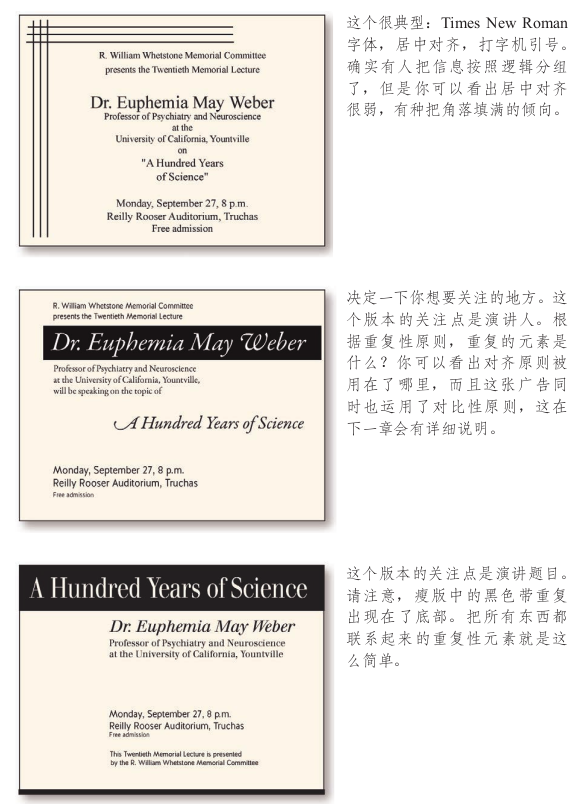 R. William Whetstone Memorial Committee
presents the Twentieth Memorial Lecture
Dr. Euphemia May Weber
Professor of Psychiatry and Neuroscience
at the
University of California, Yountville
on
"A Hundred Years
of Science"
Monday, September 27, 8 p.m.
Reilly Rooser Auditorium, Truchas
Free admission
这个很典型：Times New Roman
字体，居中对齐，打字机引号。
确实有人把信息按照逻辑分组
了，但是你可以看出居中对齐
很弱，有种把角落填满的倾向。
R. William Whetstone Memorial Committee
presents the Twentieth Memorial Lecture
Dr. Euphemia May Weber
Professor of Psychiatry and Neuroscience
at the University of California, Yountville,
will be speaking on the topic of
A Hundred Years of Science
Monday, September 27, 8 p.m.
Reilly Rooser Auditorium, Truchas
Free admission
决定一下你想要关注的地方。这
个版本的关注点是演讲人。根
据重复性原则，重复的元素是
什么？你可以看出对齐原则被
用在了哪里，而且这张广告同
时也运用了对比性原则，这在
下一章会有详细说明。
A Hundred Years of Science
Dr. Euphemia May Weber
Professor of Psychiatry and Neuroscience
at the University of California, Yountville
Monday, September 27, 8 p.m.
Reilly Rooser Auditorium, Truchas
Free admission
This Twentieth Memorial Lecture is presented
by the R. William Whetstone Memorial Committee
这个版本的关注点是演讲题目。
请注意，瘦版中的黑色带重复
出现在了底部。把所有东西都
联系起来的重复性元素就是这
么简单。